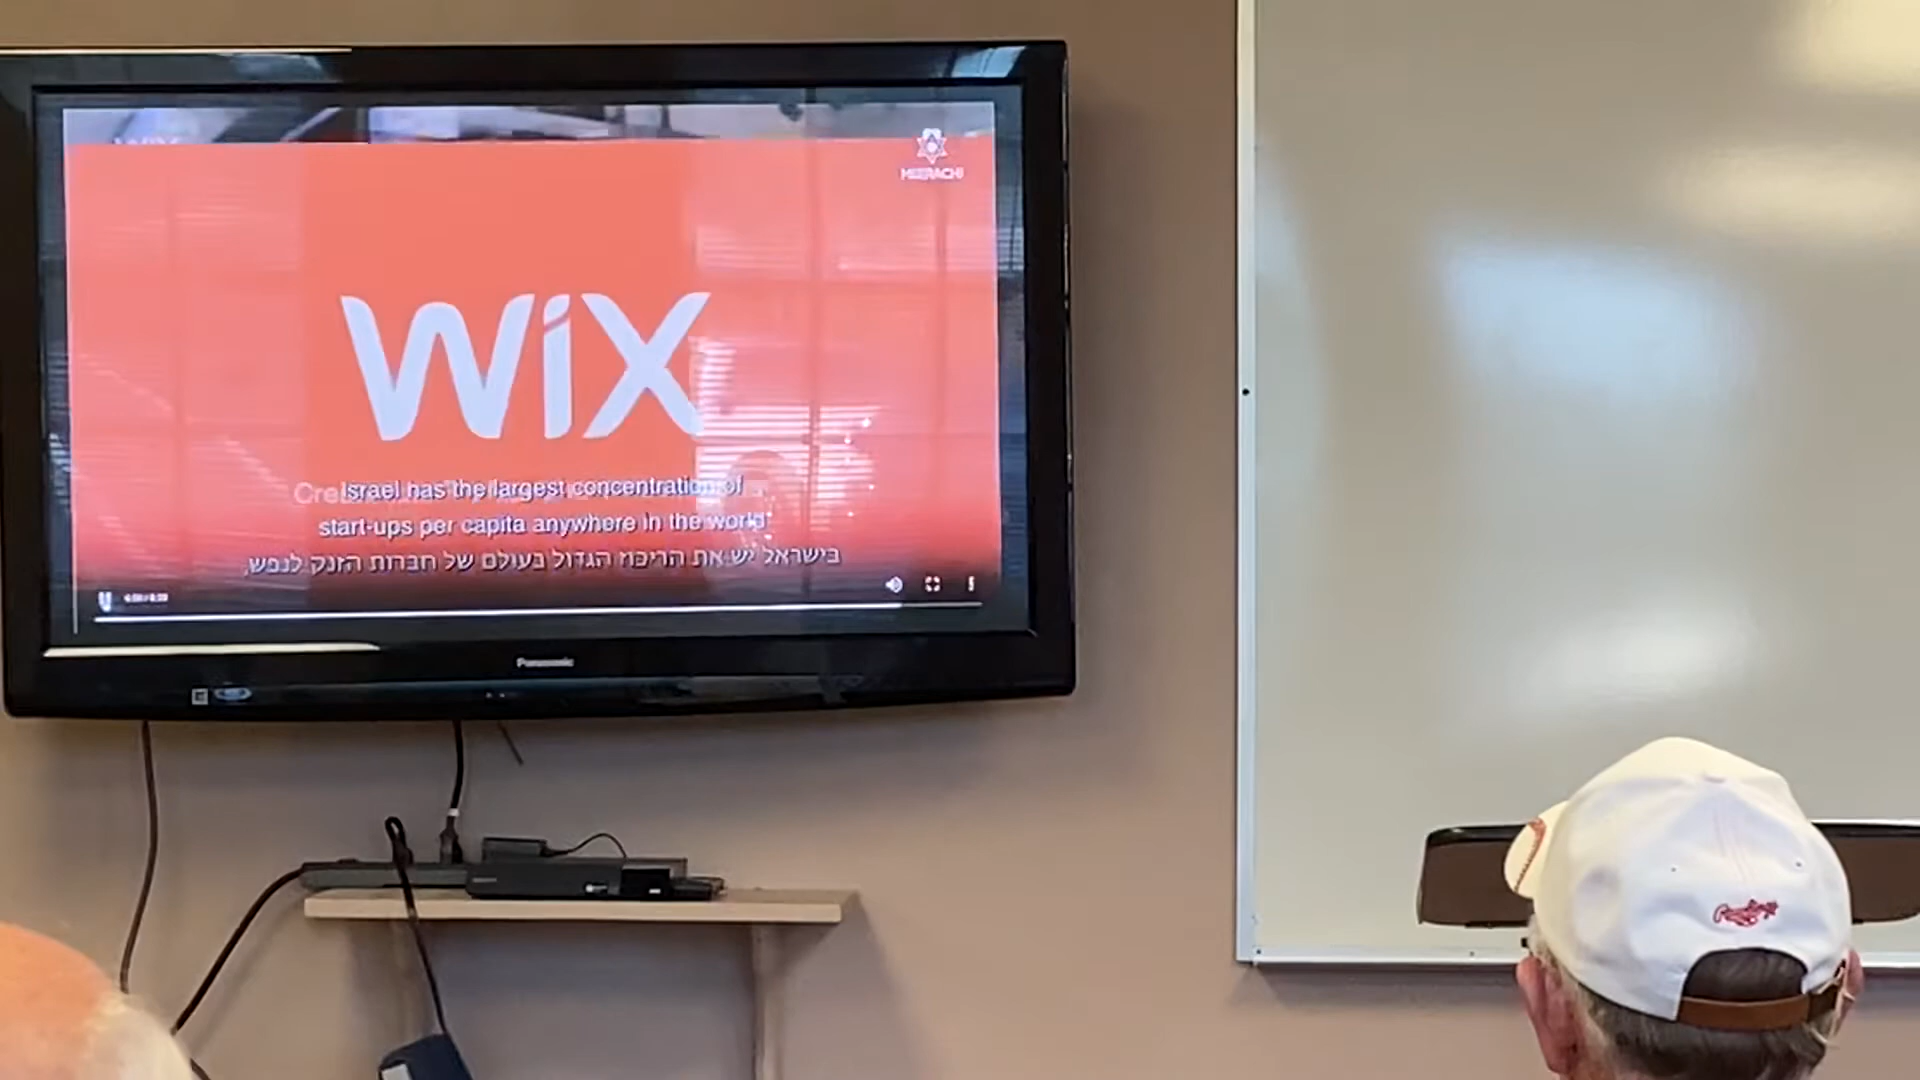 MIZRACHI
WiX
Israel has the largest concentration of
start-ups per capita anywhere in the world
בישראל יש את הריכוז הגדול בעולם של חברות הזנק לנפש,
Panasonic
Rawlings